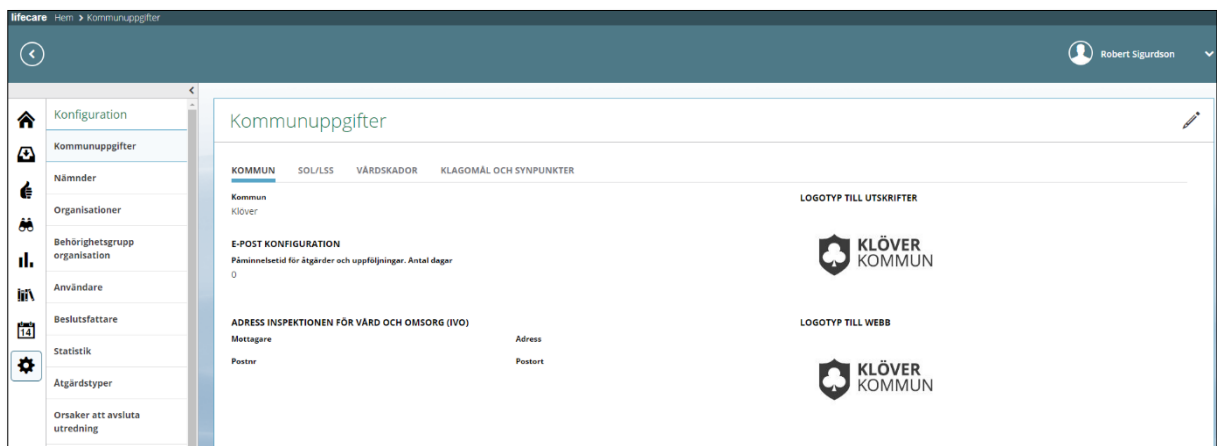 lifecare Hem > Kommunuppgifter
Robert Sigurdson
Konfiguration
Kommunuppgifter
Nämnder
Organisationer
Behörighetsgrupp
organisation
Användare
Beslutsfattare
Statistik
Åtgärdstyper
Orsaker att avsluta
utredning
14
Kommunuppgifter
KOMMUN SOL/LSS VÅRDSKADOR KLAGOMÅL OCH SYNPUNKTER
Kommun
Klöver
E-POST KONFIGURATION
Påminnelsetid för åtgärder och uppföljningar. Antal dagar
0
ADRESS INSPEKTIONEN FÖR VÅRD OCH OMSORG (IVO)
Mottagare Adress
Postnr Postort
LOGOTYP TILL UTSKRIFTER
KLÖVER
KOMMUN
LOGOTYP TILL WEBB
KLÖVER
KOMMUN